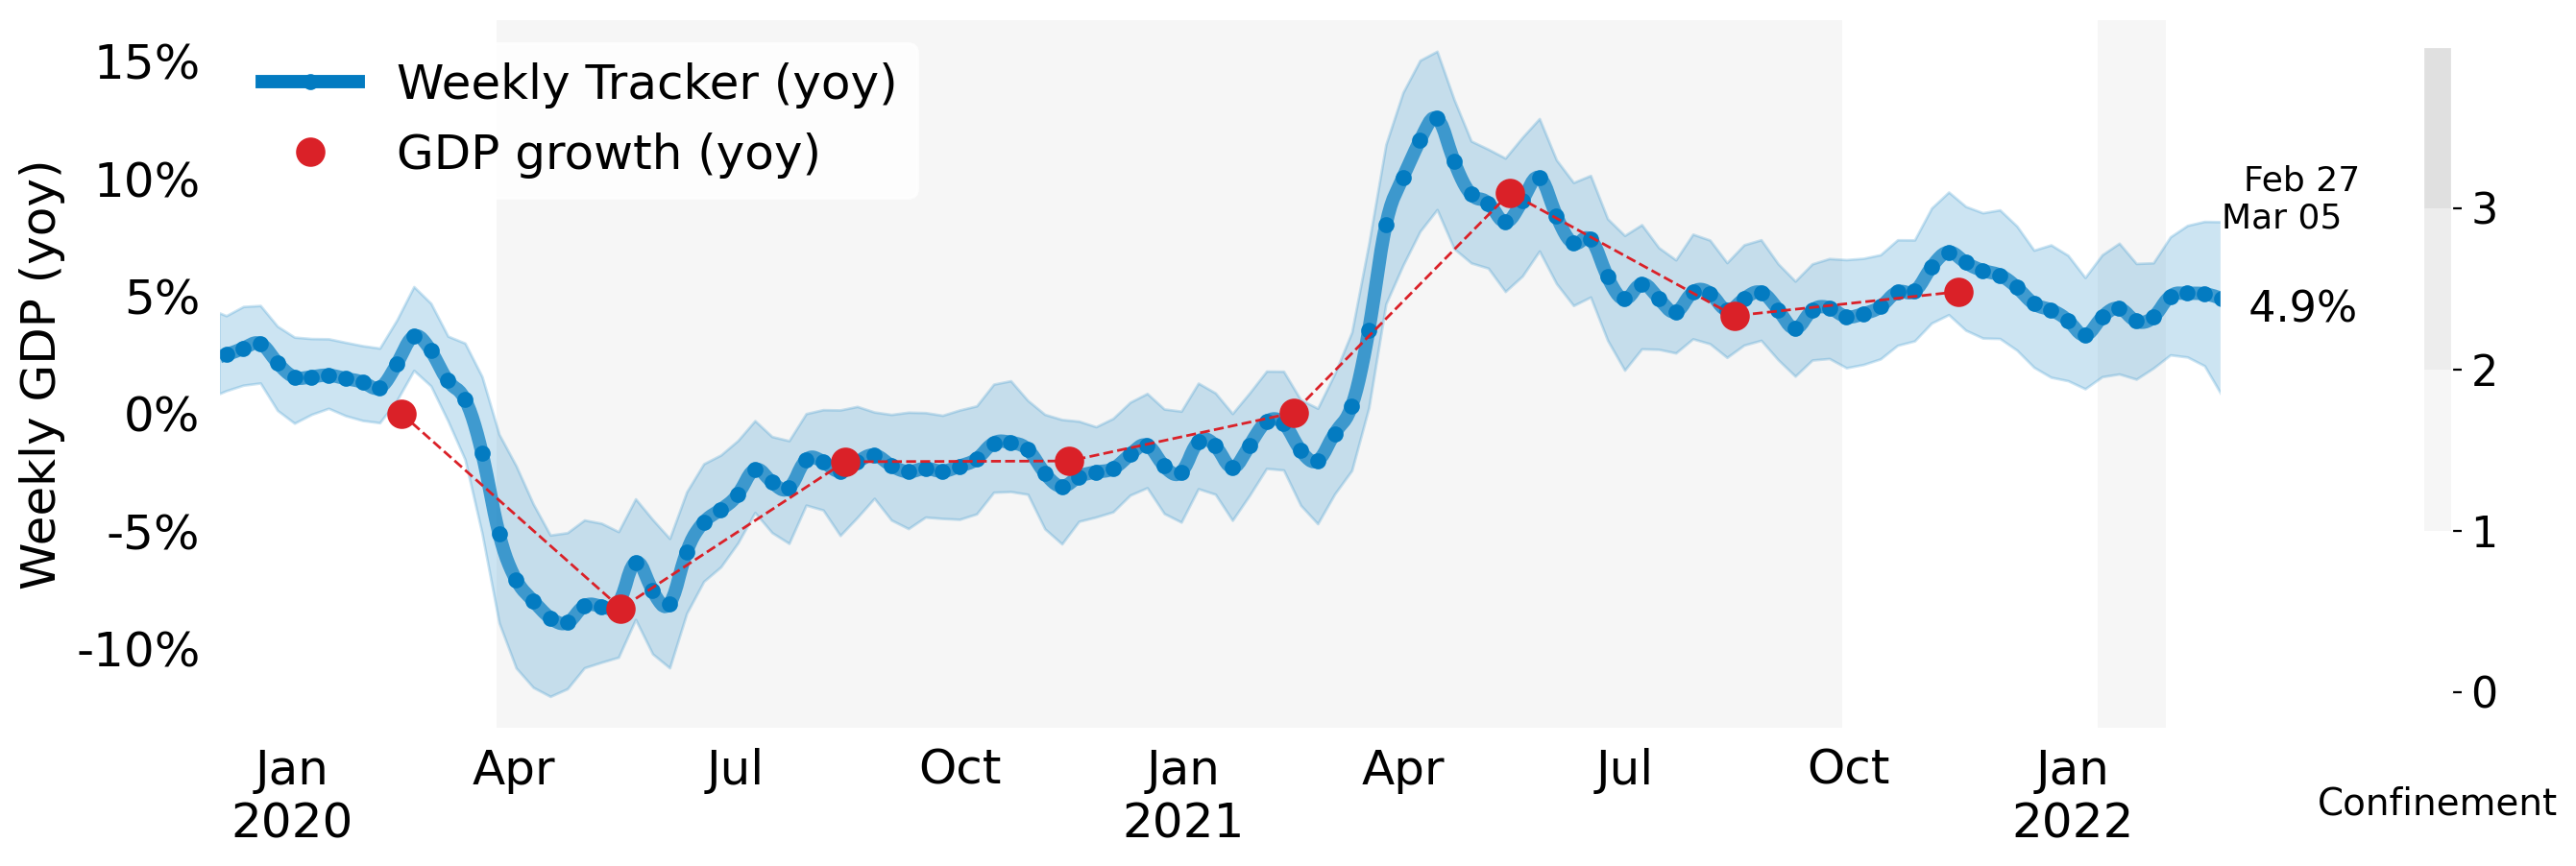 Weekly Tracker (yoy)
GDP growth (yoy)
Weekly GDP (yoy)
15%
10%
5%
0%
-5%
-10%
Jan
2020
Apr
Jul
Oct
Jan
2021
Apr
Jul
Oct
Jan
2022
Feb 27
Mar 05
4.9%
3
2
1
0
Confinement